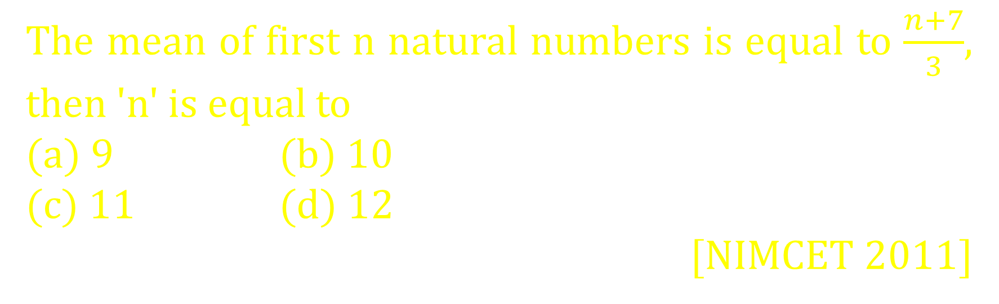 The mean of first n natural numbers is equal to \frac{n+7}{3},
then 'n' is equal to
(a) 9 (b) 10
(c) 11 (d) 12
[NIMCET 2011]